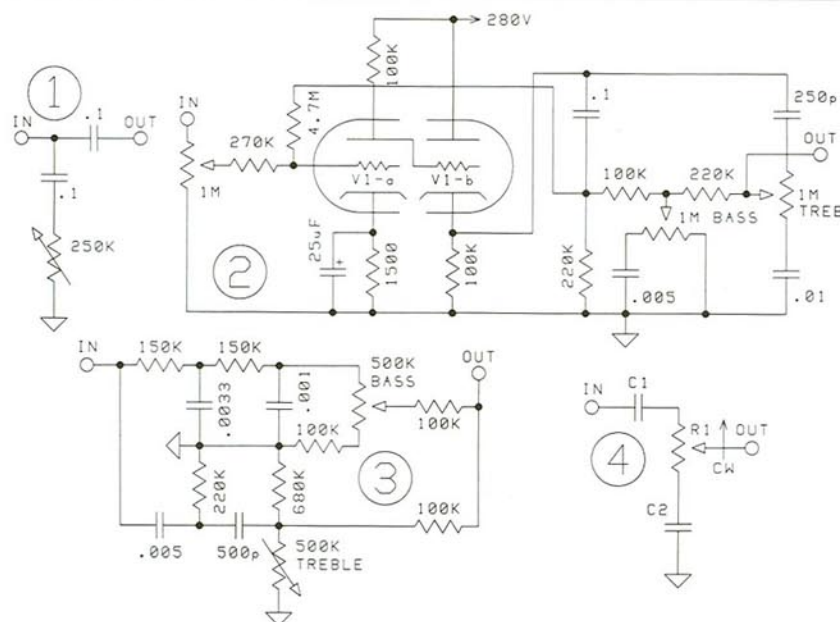 1
IN
.1
OUT
.1
250K
2
IN
1M
270K
4.7M
100K
280V
V1-a
V1-b
25uF
+
1500
100K
.1
250p
OUT
100K
220K
1M
TREB
1M BASS
220K
.005
.01
3
IN
150K
150K
500K
BASS
OUT
.0033
.001
100K
100K
220K
680K
100K
.005
500p
500K
TREBLE
4
IN
C1
R1
OUT
CW
C2